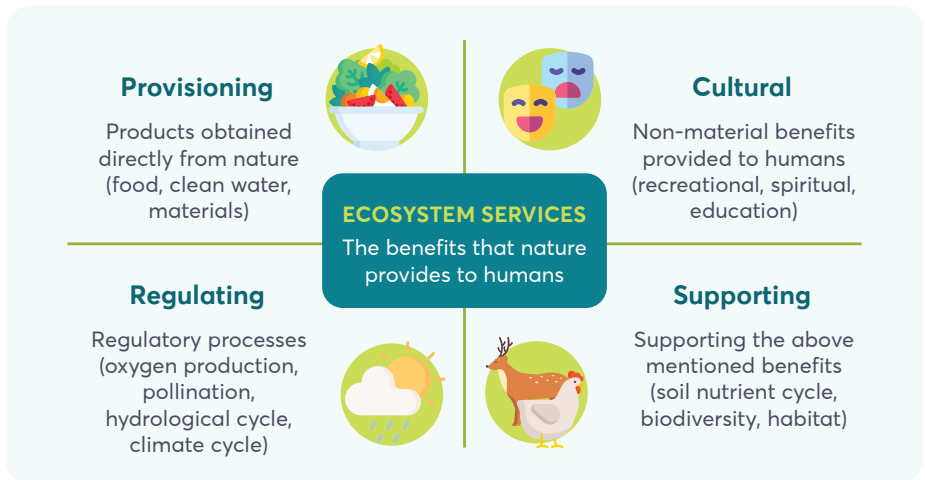 Provisioning
Products obtained
directly from nature
(food, clean water,
materials)
Cultural
Non-material benefits
provided to humans
(recreational, spiritual,
education)
ECOSYSTEM SERVICES
The benefits that nature
provides to humans
Regulating
Regulatory processes
(oxygen production,
pollination,
hydrological cycle,
climate cycle)
Supporting
Supporting the above
mentioned benefits
(soil nutrient cycle,
biodiversity, habitat)